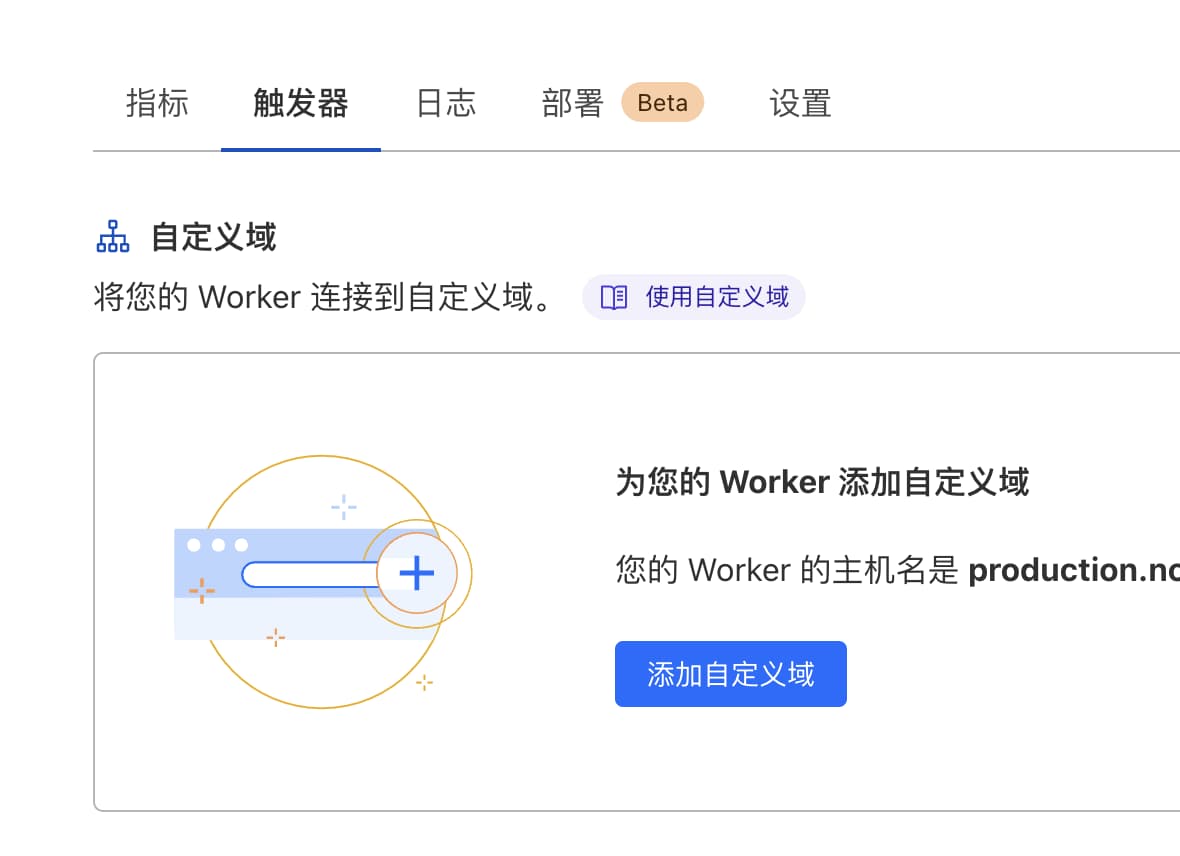 指标 触发器 日志 部署 Beta 设置
自定义域
将您的 Worker 连接到自定义域。 使用自定义域
为您的 Worker 添加自定义域
您的 Worker 的主机名是 production.no
添加自定义域